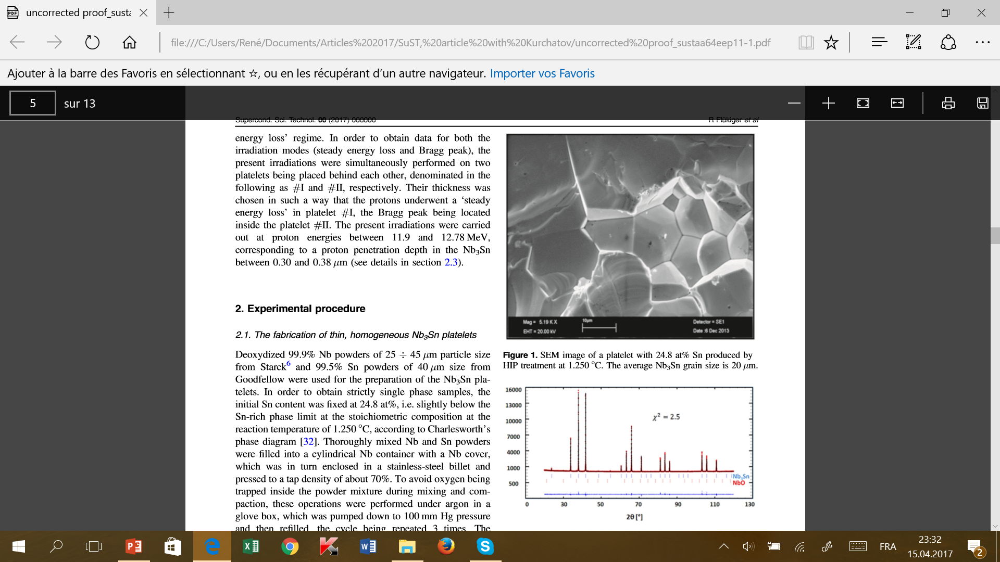 uncorrected proof_susta
file:///C:/Users/René/Documents/Articles%202017/SuST,%20article%20with%20Kurchatov/uncorrected%20proof_sustaa64eep11-1.pdf
Ajouter à la barre des Favoris en sélectionnant ☆, ou en les récupérant d'un autre navigateur. Importer vos Favoris
5 sur 13
Supercond. Sci. Technol. 00 (2017) 000000
R Flükiger et al
energy loss' regime. In order to obtain data for both the
irradiation modes (steady energy loss and Bragg peak), the
present irradiations were simultaneously performed on two
platelets being placed behind each other, denominated in the
following as #I and #II, respectively. Their thickness was
chosen in such a way that the protons underwent a 'steady
energy loss' in platelet #I, the Bragg peak being located
inside the platelet #II. The present irradiations were carried
out at proton energies between 11.9 and 12.78 MeV,
corresponding to a proton penetration depth in the Nb₃Sn
between 0.30 and 0.38 μm (see details in section 2.3).
2. Experimental procedure
2.1. The fabrication of thin, homogeneous Nb₃Sn platelets
Deoxydized 99.9% Nb powders of 25 ÷ 45 μm particle size
from Starck⁶ and 99.5% Sn powders of 40 μm size from
Goodfellow were used for the preparation of the Nb₃Sn pla-
telets. In order to obtain strictly single phase samples, the
initial Sn content was fixed at 24.8 at%, i.e. slightly below the
Sn-rich phase limit at the stoichiometric composition at the
reaction temperature of 1.250 °C, according to Charlesworth's
phase diagram [32]. Thoroughly mixed Nb and Sn powders
were filled into a cylindrical Nb container with a Nb cover,
which was in turn enclosed in a stainless-steel billet and
pressed to a tap density of about 70%. To avoid oxygen being
trapped inside the powder mixture during mixing and com-
paction, these operations were performed under argon in a
glove box, which was pumped down to 100 mm Hg pressure
and then refilled, the cycle being repeated 3 times. The
Mag = 5.19 K X
EHT = 20.00 kV
10μm
Detector = SE1
Date :6 Dec 2013
Figure 1. SEM image of a platelet with 24.8 at% Sn produced by
HIP treatment at 1.250 °C. The average Nb₃Sn grain size is 20 μm.
16000
13000
10000
7000
4000
1000
500
χ² = 2.5
Nb₃Sn
NbO
0 30 50 70 90 110 130
2θ [°]
FRA
23:32
15.04.2017
2